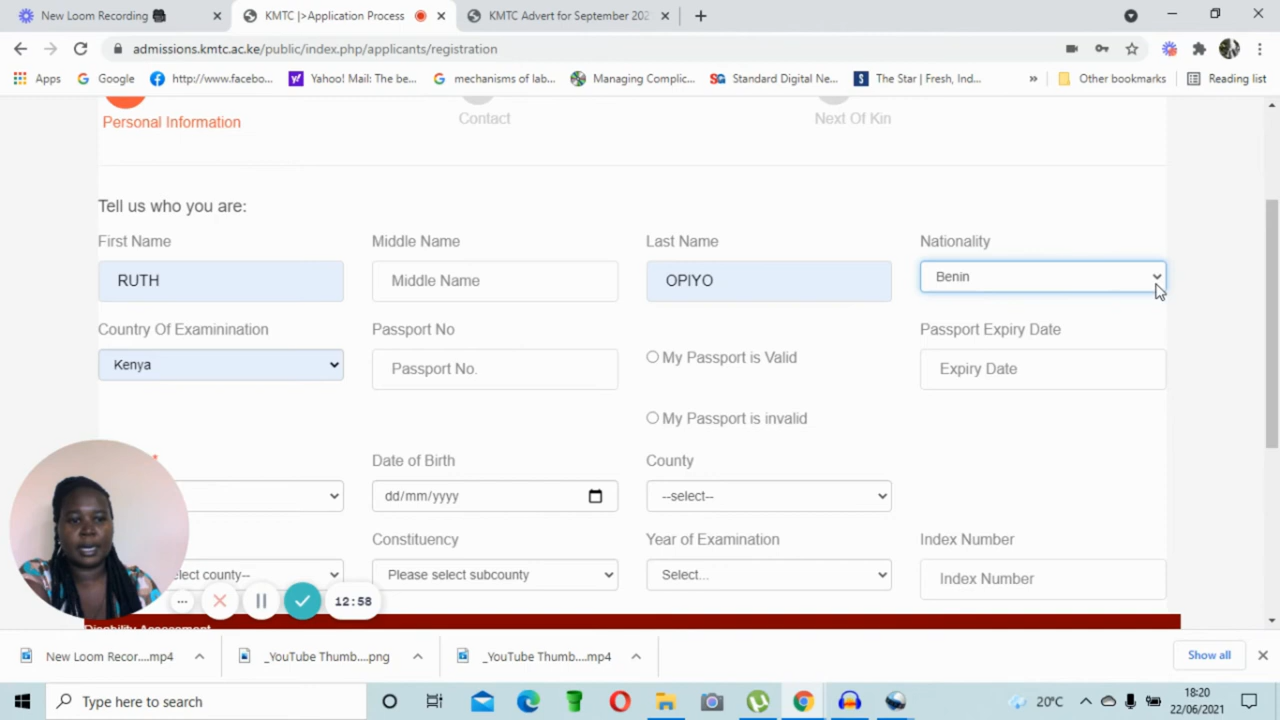 New Loom Recording
KMTC |>Application Process
KMTC Advert for September 202
admissions.kmtc.ac.ke/public/index.php/applicants/registration
Apps
Google
http://www.facebo...
Yahoo! Mail: The be...
mechanisms of lab...
Managing Complic...
Standard Digital Ne...
The Star | Fresh, Ind...
»
Other bookmarks
Reading list
Personal Information
Contact
Next Of Kin
Tell us who you are:
First Name
Middle Name
Last Name
Nationality
RUTH
Middle Name
OPIYO
Benin
Country Of Examinination
Passport No
Passport Expiry Date
Kenya
Passport No.
My Passport is Valid
Expiry Date
My Passport is invalid
*
Date of Birth
County
dd/mm/yyyy
--select--
Constituency
Year of Examination
Index Number
elect county--
Please select subcounty
Select...
Index Number
12:58
Disability Assessment
New Loom Recor....mp4
_YouTube Thumb....png
_YouTube Thumb....mp4
Show all
Type here to search
20°C
18:20
22/06/2021